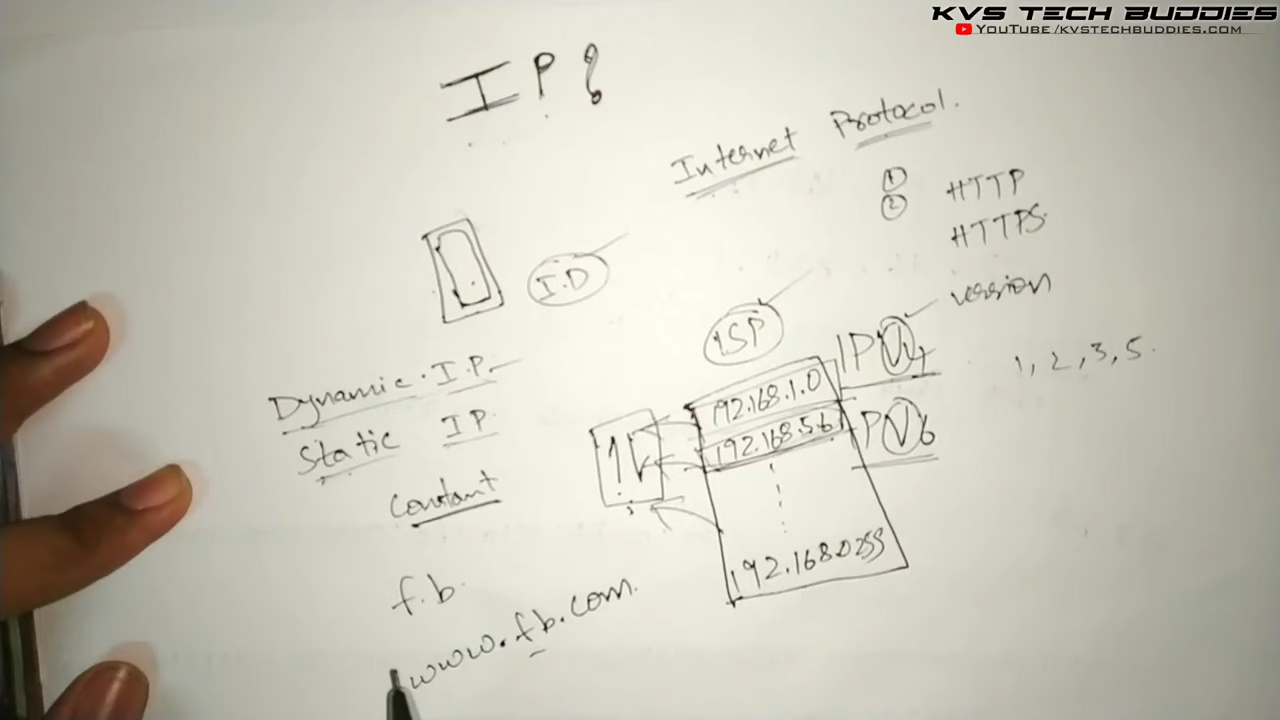 KVS TECH BUDDIES
YOUTUBE/KVSTECHBUDDIES.COM
IP?
Internet Protocol.
1
2
HTTP
HTTPS
I.D
version
ISP
IPV4
1, 2, 3, 5.
Dynamic. I.P.
192.168.1.0
Static IP
192.168.5.6
IPV6
Constant
192.168.0.255
f.b.
www.fb.com.